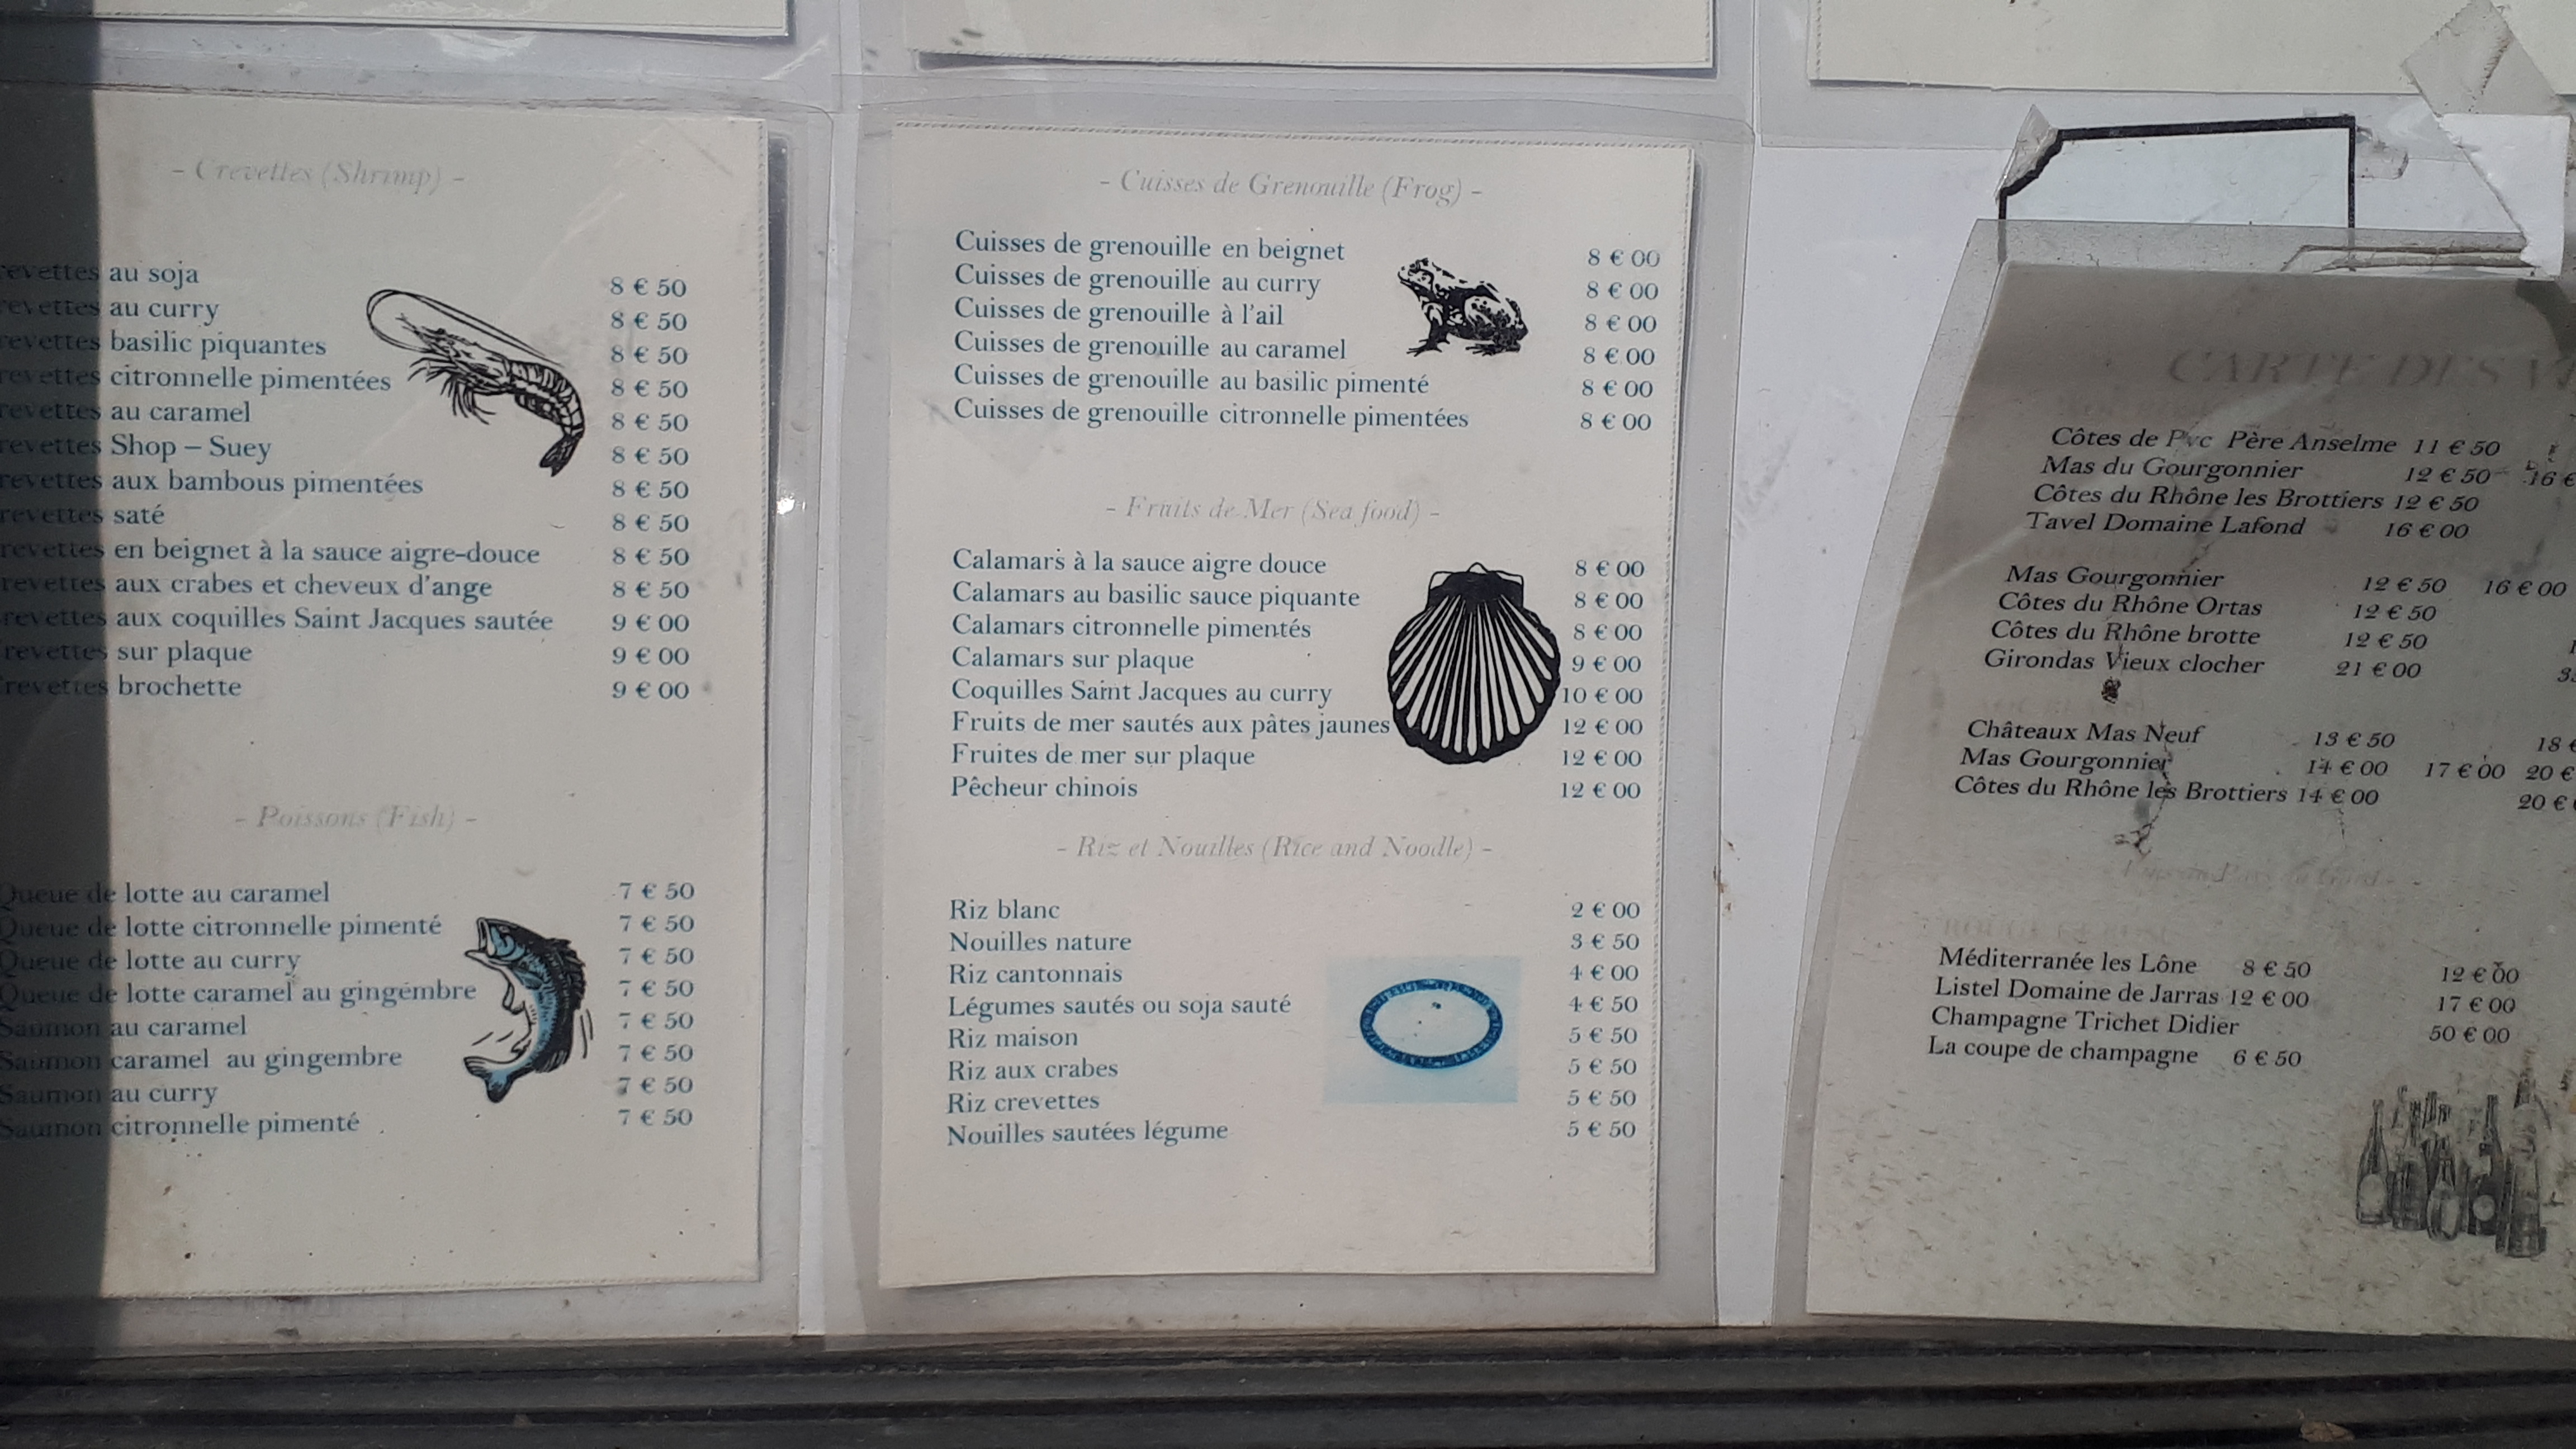 - Crevettes (Shrimp) -
revettes au soja 8 € 50
revettes au curry 8 € 50
revettes basilic piquantes 8 € 50
revettes citronnelle pimentées 8 € 50
revettes au caramel 8 € 50
revettes Shop – Suey 8 € 50
revettes aux bambous pimentées 8 € 50
revettes saté 8 € 50
revettes en beignet à la sauce aigre-douce 8 € 50
revettes aux crabes et cheveux d'ange 8 € 50
revettes aux coquilles Saint Jacques sautée 9 € 00
revettes sur plaque 9 € 00
revettes brochette 9 € 00
- Poissons (Fish) -
Queue de lotte au caramel 7 € 50
Queue de lotte citronnelle pimenté 7 € 50
Queue de lotte au curry 7 € 50
Queue de lotte caramel au gingembre 7 € 50
Saumon au caramel 7 € 50
Saumon caramel au gingembre 7 € 50
Saumon au curry 7 € 50
Saumon citronnelle pimenté 7 € 50
- Cuisses de Grenouille (Frog) -
Cuisses de grenouille en beignet 8 € 00
Cuisses de grenouille au curry 8 € 00
Cuisses de grenouille à l'ail 8 € 00
Cuisses de grenouille au caramel 8 € 00
Cuisses de grenouille au basilic pimenté 8 € 00
Cuisses de grenouille citronnelle pimentées 8 € 00
- Fruits de Mer (Sea food) -
Calamars à la sauce aigre douce 8 € 00
Calamars au basilic sauce piquante 8 € 00
Calamars citronnelle pimentés 8 € 00
Calamars sur plaque 9 € 00
Coquilles Saint Jacques au curry 10 € 00
Fruits de mer sautés aux pâtes jaunes 12 € 00
Fruites de mer sur plaque 12 € 00
Pêcheur chinois 12 € 00
- Riz et Nouilles (Rice and Noodle) -
Riz blanc 2 € 00
Nouilles nature 3 € 50
Riz cantonnais 4 € 00
Légumes sautés ou soja sauté 4 € 50
Riz maison 5 € 50
Riz aux crabes 5 € 50
Riz crevettes 5 € 50
Nouilles sautées légume 5 € 50
CARTE DES
Côtes de Père Anselme 11 € 50
Mas du Gourgonnier 12 € 50 16 €
Côtes du Rhône les Brottiers 12 € 50
Tavel Domaine Lafond 16 € 00
Mas Gourgonnier 12 € 50 16 € 00
Côtes du Rhône Ortas 12 € 50
Côtes du Rhône brotte 12 € 50
Girondas Vieux clocher 21 € 00
Châteaux Mas Neuf 13 € 50 18 €
Mas Gourgonnier 14 € 00 17 € 00 20 €
Côtes du Rhône les Brottiers 14 € 00 20 €
Méditerranée les Lône 8 € 50 12 € 00
Listel Domaine de Jarras 12 € 00 17 € 00
Champagne Trichet Didier 50 € 00
La coupe de champagne 6 € 50